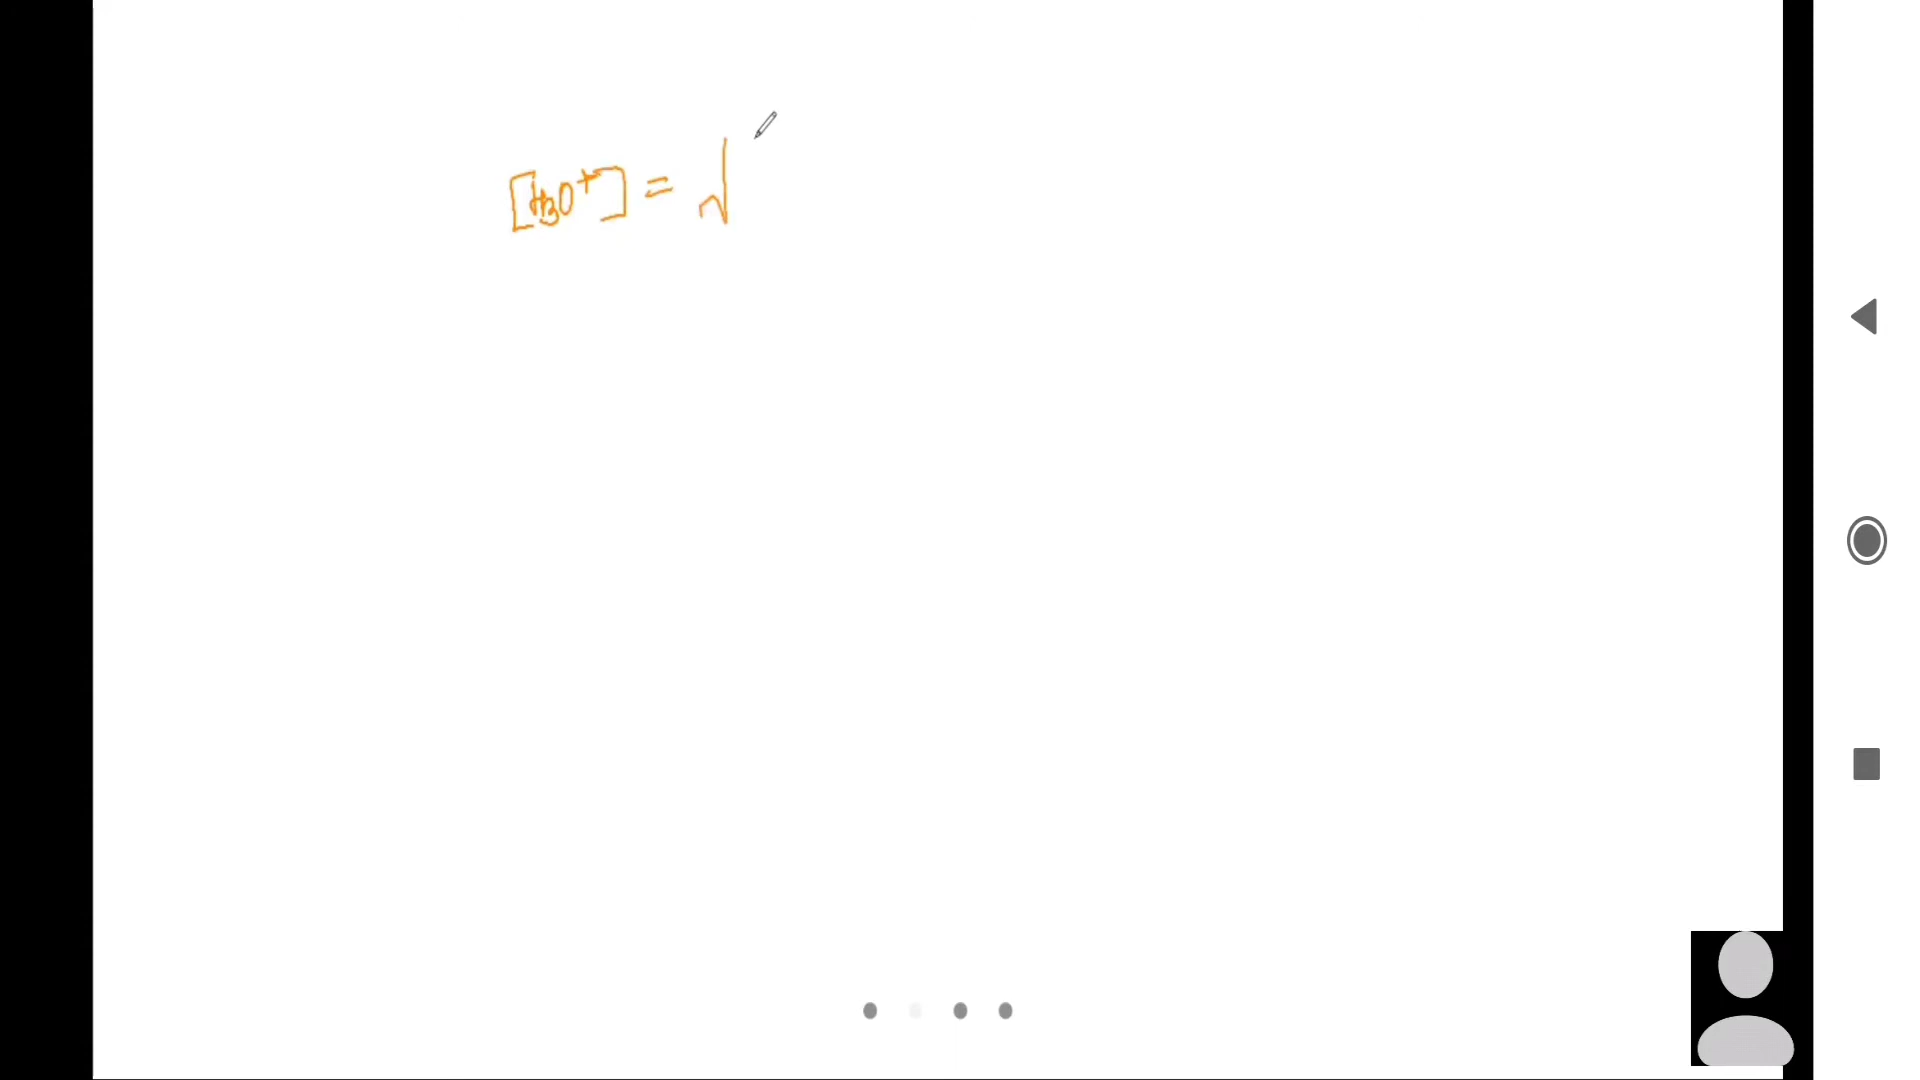 [H3O+] = √